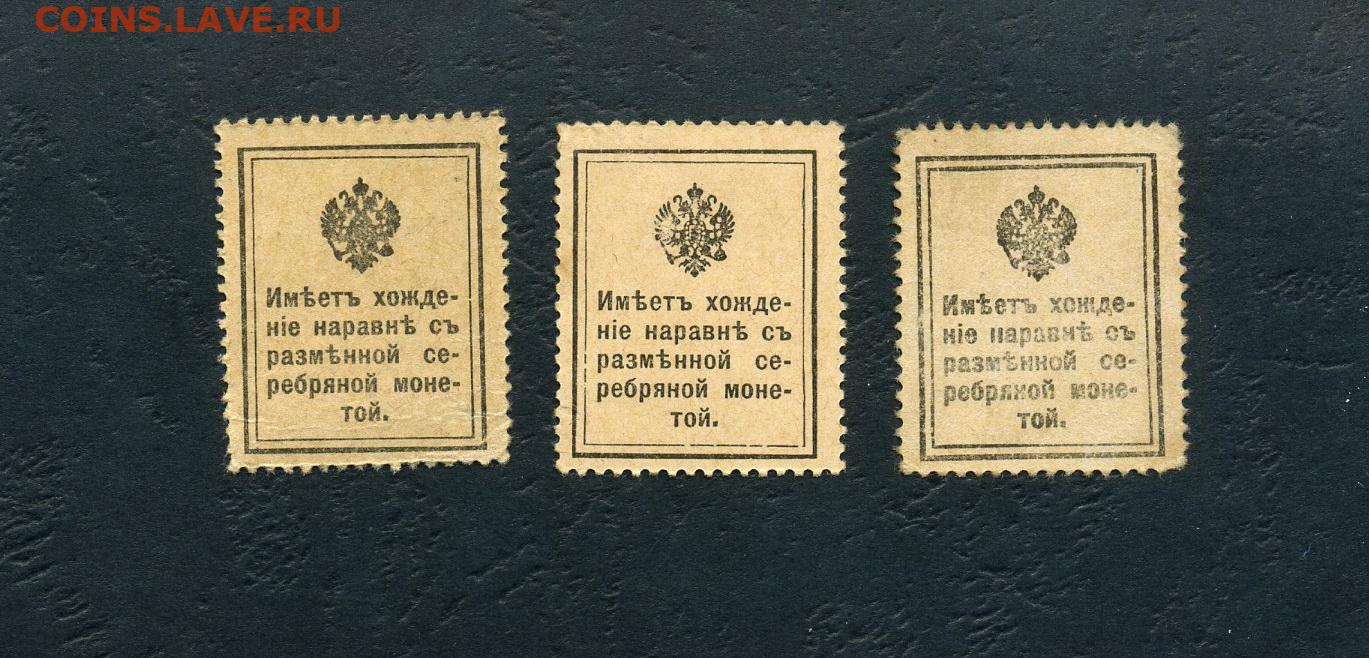 COINS.LAVE.RU
Имѣетъ хожде-
ніе наравнѣ съ
размѣнной се-
ребряной моне-
той.
Имѣетъ хожде-
ніе наравнѣ съ
размѣнной се-
ребряной моне-
той.
Имѣетъ хожде-
ніе наравнѣ съ
размѣнной се-
ребряной моне-
той.